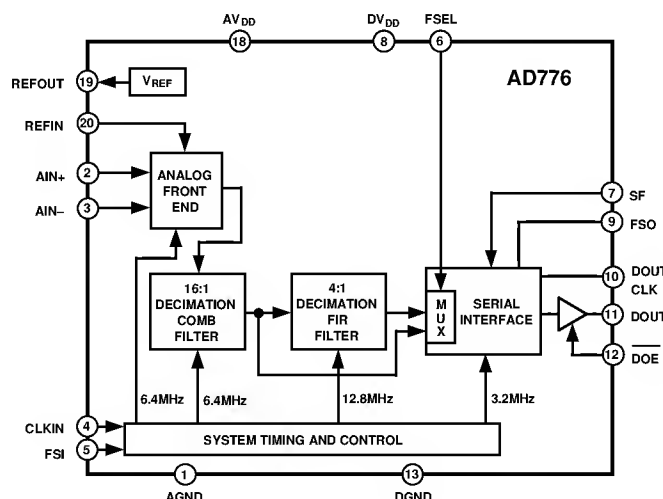 AVDD DVDD FSEL
18 8 6
AD776
REFOUT 19 VREF
REFIN 20
AIN+ 2
AIN– 3
ANALOG
FRONT
END
7 SF
9 FSO
10 DOUT
CLK
11 DOUT
12 DOE
16:1
DECIMATION
COMB
FILTER
4:1
DECIMATION
FIR
FILTER
MUX
SERIAL
INTERFACE
6.4MHz 6.4MHz 12.8MHz 3.2MHz
CLKIN 4
FSI 5
SYSTEM TIMING AND CONTROL
1 13
AGND DGND